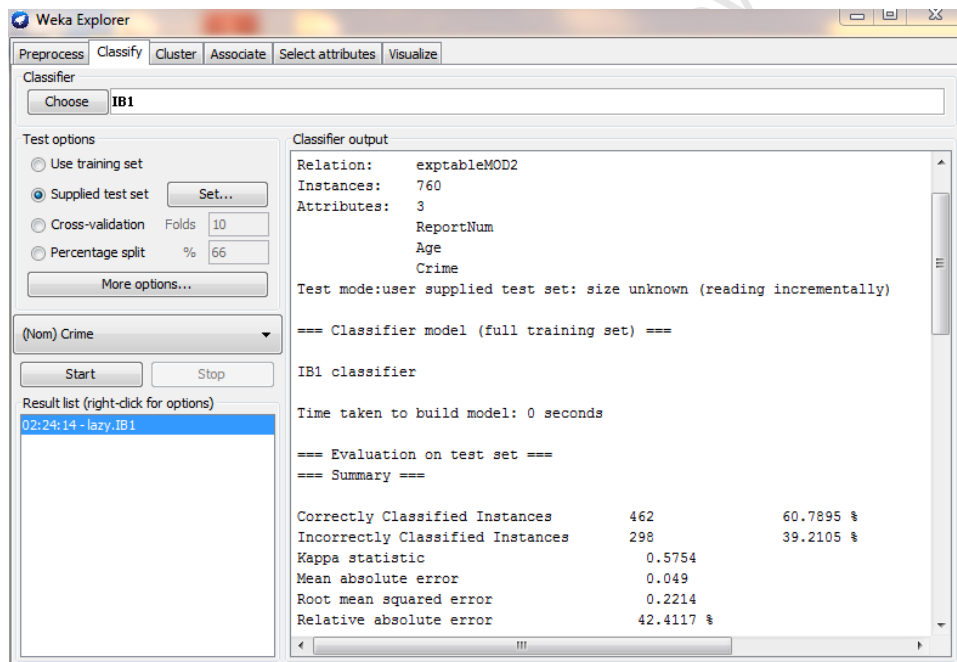 Weka Explorer
Preprocess Classify Cluster Associate Select attributes Visualize
Classifier
Choose IB1
Test options
Use training set
Supplied test set Set...
Cross-validation Folds 10
Percentage split % 66
More options...
(Nom) Crime
Start Stop
Result list (right-click for options)
02:24:14 - lazy.IB1
Classifier output
Relation: exptableMOD2
Instances: 760
Attributes: 3
ReportNum
Age
Crime
Test mode:user supplied test set: size unknown (reading incrementally)
=== Classifier model (full training set) ===
IB1 classifier
Time taken to build model: 0 seconds
=== Evaluation on test set ===
=== Summary ===
Correctly Classified Instances 462 60.7895 %
Incorrectly Classified Instances 298 39.2105 %
Kappa statistic 0.5754
Mean absolute error 0.049
Root mean squared error 0.2214
Relative absolute error 42.4117 %